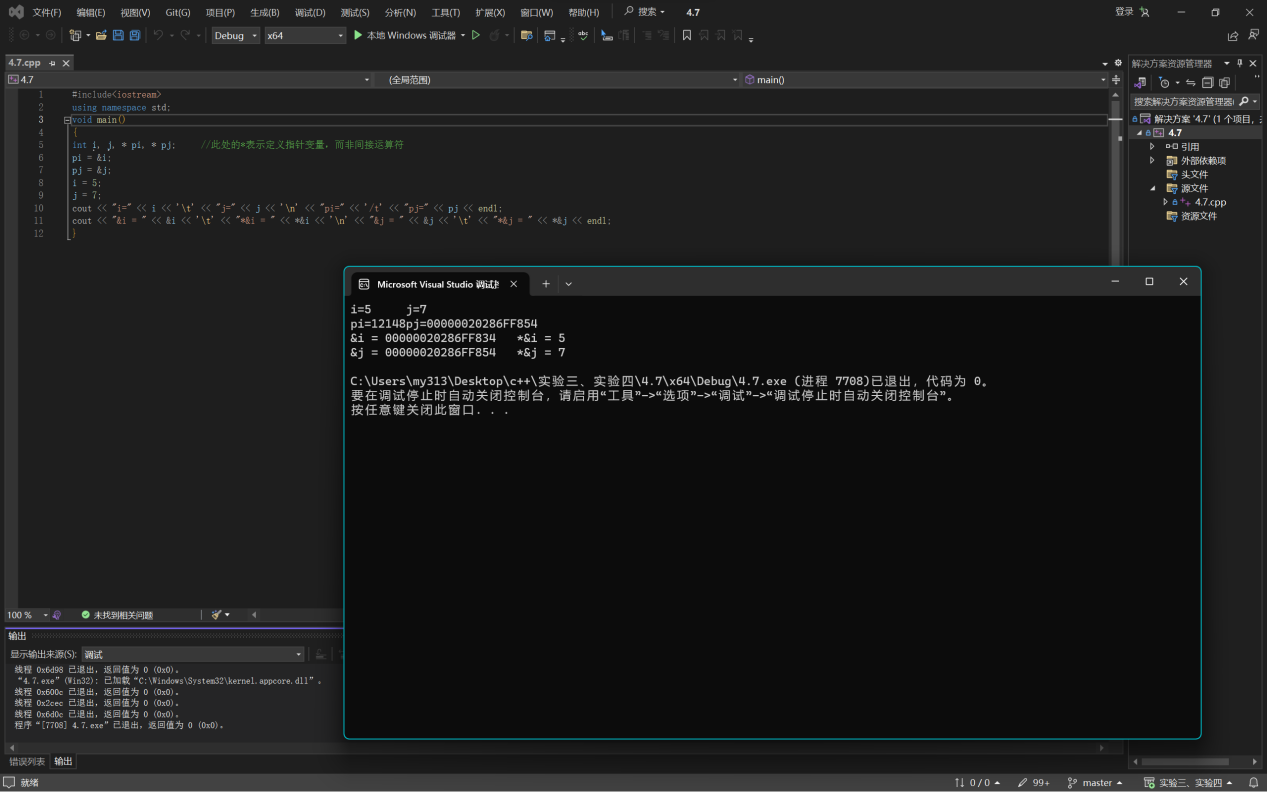 文件(F) 编辑(E) 视图(V) Git(G) 项目(P) 生成(B) 调试(D) 测试(S) 分析(N) 工具(T) 扩展(X) 窗口(W) 帮助(H) 搜索 4.7 登录
Debug x64 本地 Windows 调试器
4.7.cpp
4.7 (全局范围) main()
1 #include<iostream>
2 using namespace std;
3 void main()
4 {
5 int i, j, * pi, * pj; //此处的*表示定义指针变量，而非间接运算符
6 pi = &i;
7 pj = &j;
8 i = 5;
9 j = 7;
10 cout << "i=" << i << '\t' << "j=" << j << '\n' << "pi=" << '/t' << "pj=" << pj << endl;
11 cout << "&i = " << &i << '\t' << "*&i = " << *&i << '\n' << "&j = " << &j << '\t' << "*&j = " << *&j << endl;
12 }
解决方案资源管理器
搜索解决方案资源管理器(
解决方案 '4.7' (1 个项目，
4.7
引用
外部依赖项
头文件
源文件
4.7.cpp
资源文件
Microsoft Visual Studio 调试
i=5 j=7
pi=12148pj=00000020286FF854
&i = 00000020286FF834 *&i = 5
&j = 00000020286FF854 *&j = 7
C:\Users\my313\Desktop\c++\实验三、实验四\4.7\x64\Debug\4.7.exe (进程 7708)已退出，代码为 0。
要在调试停止时自动关闭控制台，请启用“工具”->“选项”->“调试”->“调试停止时自动关闭控制台”。
按任意键关闭此窗口. . .
100 % 未找到相关问题
输出
显示输出来源(S): 调试
线程 0x6d98 已退出，返回值为 0 (0x0)。
“4.7.exe”(Win32): 已加载“C:\Windows\System32\kernel.appcore.dll”。
线程 0x600c 已退出，返回值为 0 (0x0)。
线程 0x2cec 已退出，返回值为 0 (0x0)。
线程 0x6d0c 已退出，返回值为 0 (0x0)。
程序“[7708] 4.7.exe”已退出，返回值为 0 (0x0)。
错误列表 输出
就绪 0 / 0 99+ master 实验三、实验四